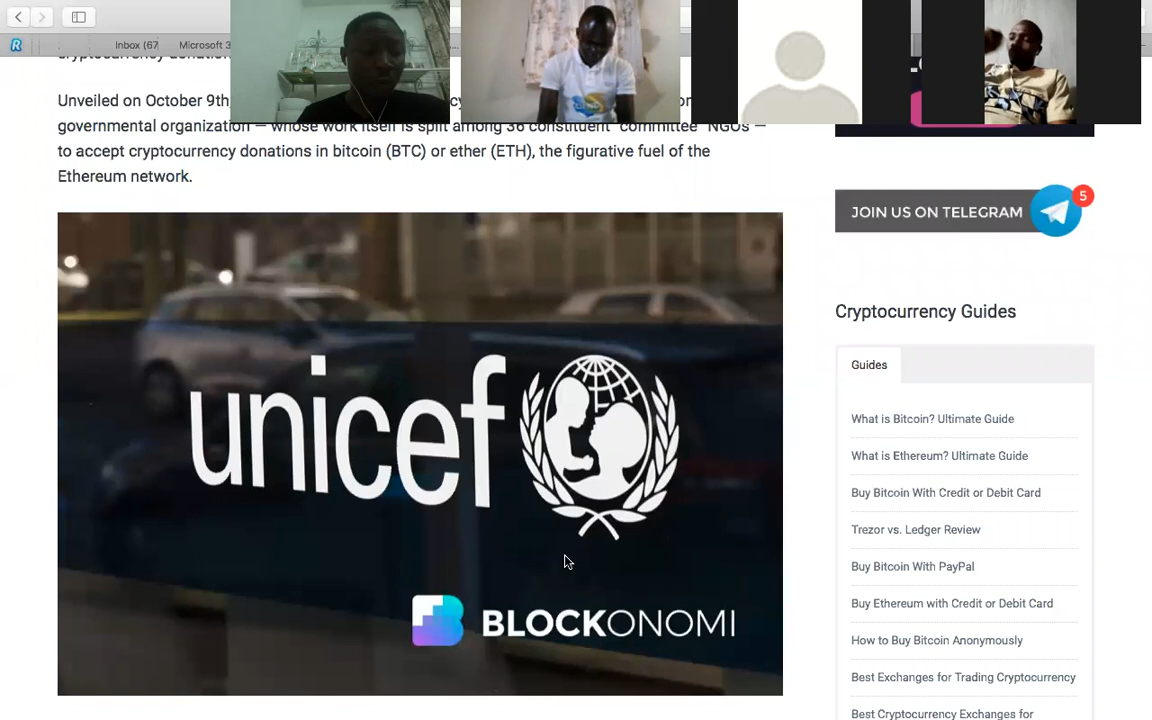 Inbox (67
Microsoft 3
cryptocurrency donation
Unveiled on October 9th,
governmental organization — whose work itself is split among 36 constituent "committee" NGOs —
to accept cryptocurrency donations in bitcoin (BTC) or ether (ETH), the figurative fuel of the
Ethereum network.
unicef
BLOCKONOMI
JOIN US ON TELEGRAM
5
Cryptocurrency Guides
Guides
What is Bitcoin? Ultimate Guide
What is Ethereum? Ultimate Guide
Buy Bitcoin With Credit or Debit Card
Trezor vs. Ledger Review
Buy Bitcoin With PayPal
Buy Ethereum with Credit or Debit Card
How to Buy Bitcoin Anonymously
Best Exchanges for Trading Cryptocurrency
Best Cryptocurrency Exchanges for